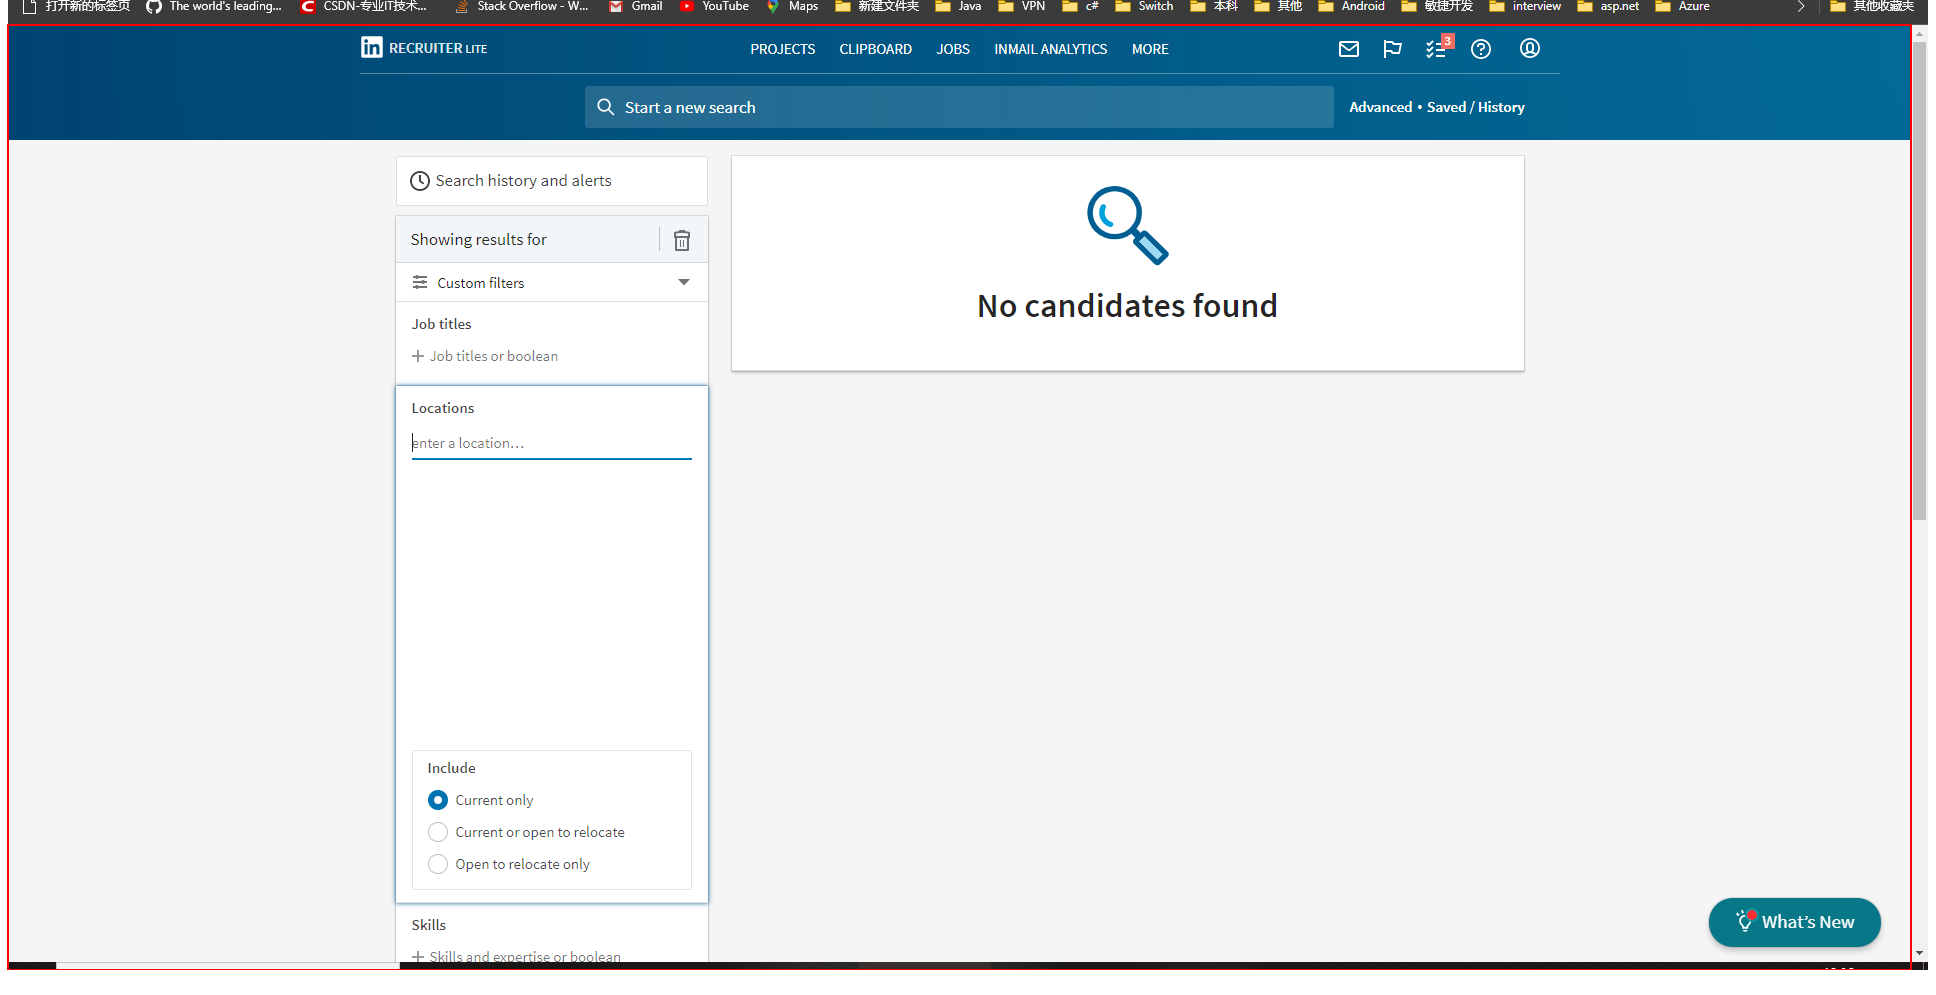 打开新的标签页 The world's leading... CSDN-专业IT技术... Stack Overflow - W... Gmail YouTube Maps 新建文件夹 Java VPN c# Switch 本科 其他 Android 敏捷开发 interview asp.net Azure 其他收藏夹
in RECRUITER LITE PROJECTS CLIPBOARD JOBS INMAIL ANALYTICS MORE 3
Start a new search Advanced • Saved / History
Search history and alerts
Showing results for
Custom filters
Job titles
+ Job titles or boolean
Locations
enter a location…
Include
Current only
Current or open to relocate
Open to relocate only
Skills
+ Skills and expertise or boolean
No candidates found
What's New